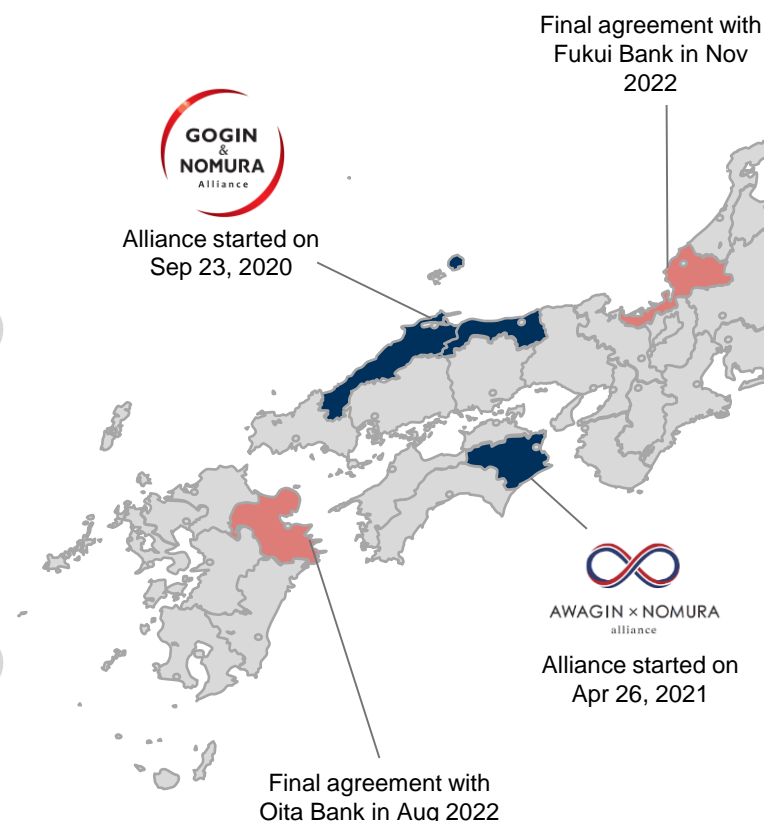 Final agreement with
Fukui Bank in Nov
2022
GOGIN
&
NOMURA
Alliance
Alliance started on
Sep 23, 2020
AWAGIN × NOMURA
alliance
Alliance started on
Apr 26, 2021
Final agreement with
Oita Bank in Aug 2022